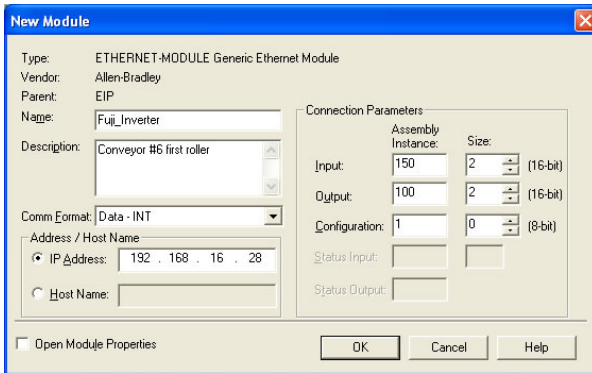 New Module
Type: ETHERNET-MODULE Generic Ethernet Module
Vendor: Allen-Bradley
Parent: EIP
Name: Fuji_Inverter
Description: Conveyor #6 first roller
Comm Format: Data - INT
Address / Host Name
IP Address: 192 . 168 . 16 . 28
Host Name:
Connection Parameters
Assembly
Instance: Size:
Input: 150 2 (16-bit)
Output: 100 2 (16-bit)
Configuration: 1 0 (8-bit)
Status Input:
Status Output:
Open Module Properties
OK Cancel Help